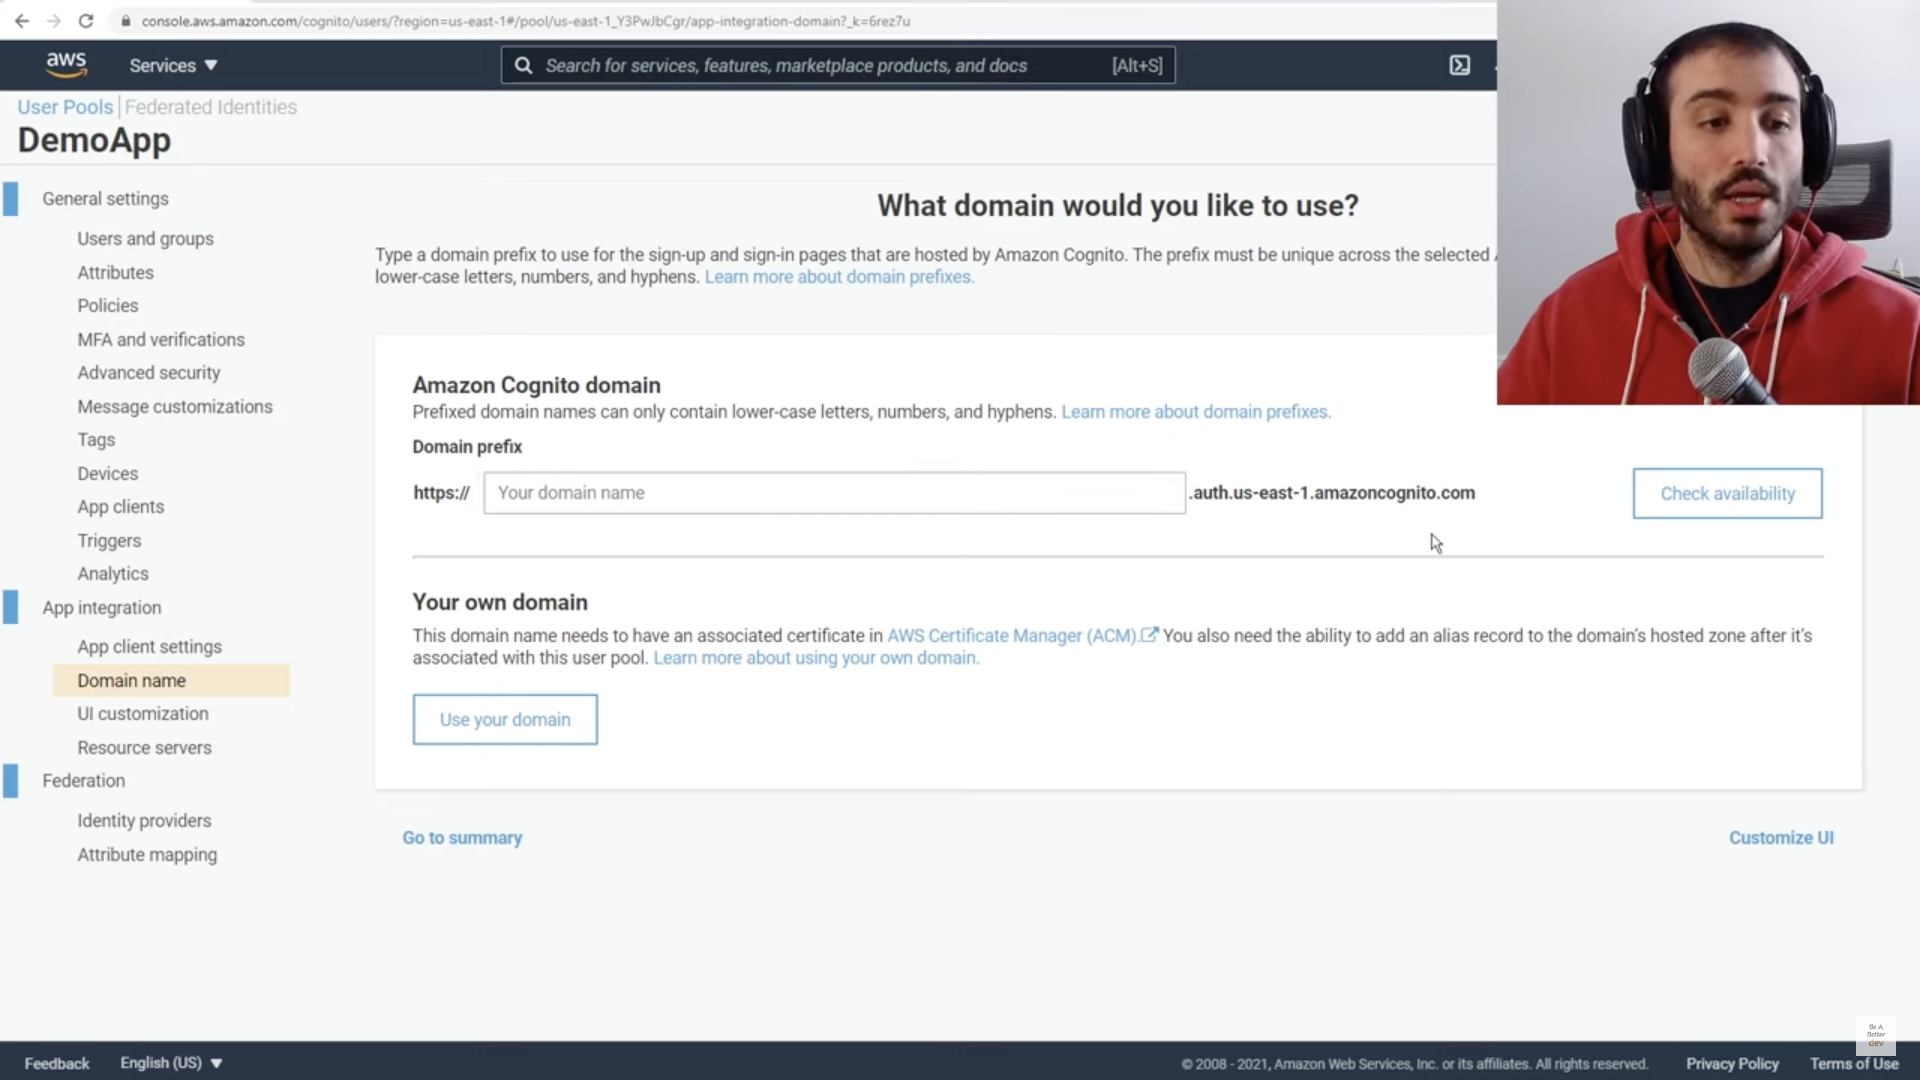 console.aws.amazon.com/cognito/users/?region=us-east-1#/pool/us-east-1_Y3PwJbCgr/app-integration-domain?_k=6rez7u
aws Services Search for services, features, marketplace products, and docs [Alt+S]
User Pools Federated Identities
DemoApp
General settings
Users and groups
Attributes
Policies
MFA and verifications
Advanced security
Message customizations
Tags
Devices
App clients
Triggers
Analytics
App integration
App client settings
Domain name
UI customization
Resource servers
Federation
Identity providers
Attribute mapping
What domain would you like to use?
Type a domain prefix to use for the sign-up and sign-in pages that are hosted by Amazon Cognito. The prefix must be unique across the selected
lower-case letters, numbers, and hyphens. Learn more about domain prefixes.
Amazon Cognito domain
Prefixed domain names can only contain lower-case letters, numbers, and hyphens. Learn more about domain prefixes.
Domain prefix
https:// Your domain name .auth.us-east-1.amazoncognito.com Check availability
Your own domain
This domain name needs to have an associated certificate in AWS Certificate Manager (ACM). You also need the ability to add an alias record to the domain's hosted zone after it's
associated with this user pool. Learn more about using your own domain.
Use your domain
Go to summary Customize UI
Be A
Better
dev
Feedback English (US) © 2008 - 2021, Amazon Web Services, Inc. or its affiliates. All rights reserved. Privacy Policy Terms of Use